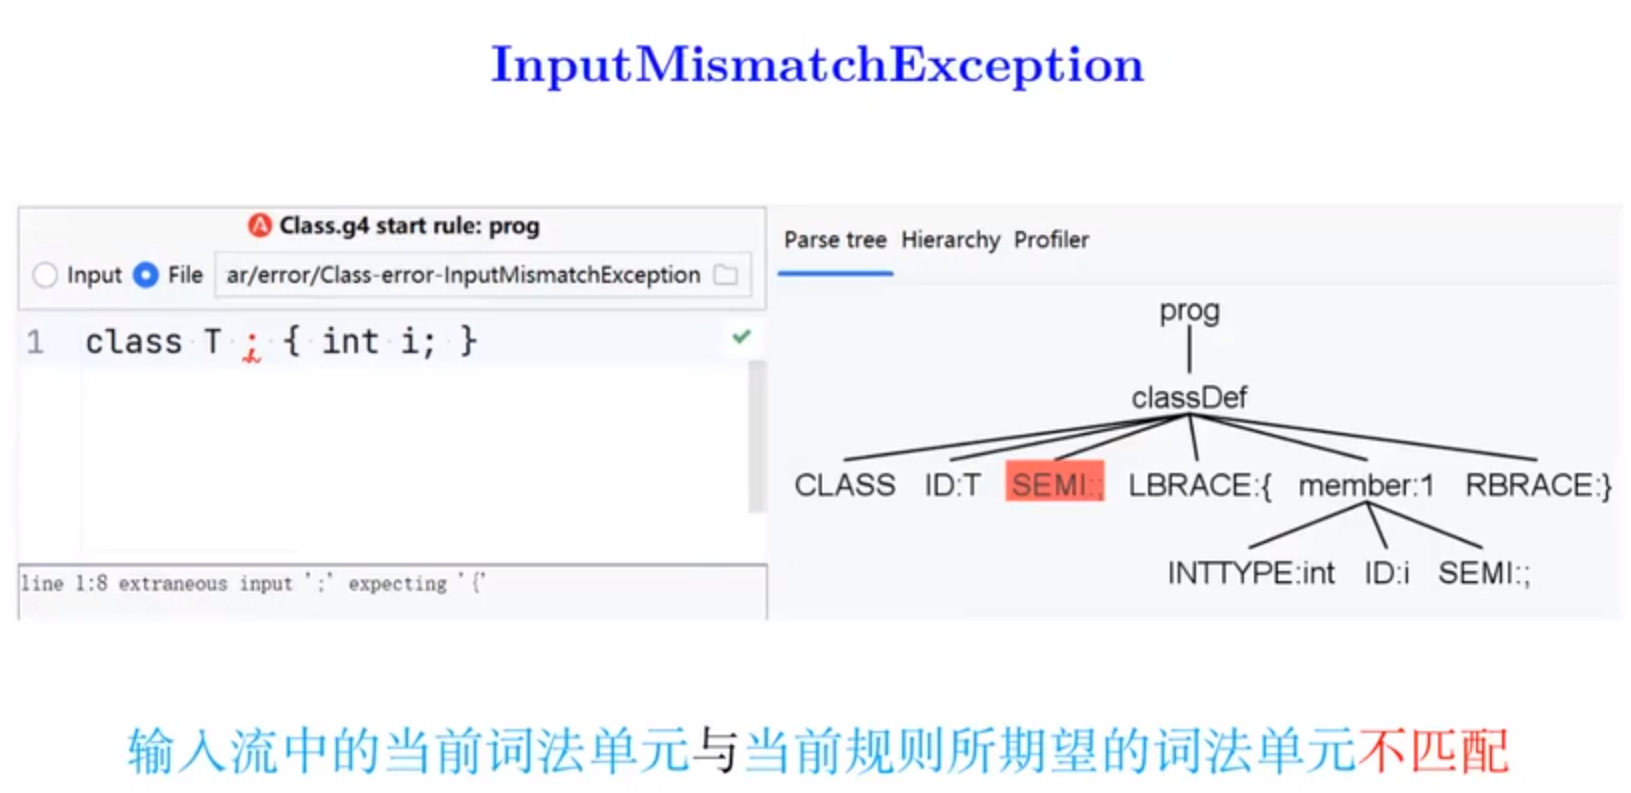 InputMismatchException
Class.g4 start rule: prog
Input File ar/error/Class-error-InputMismatchException
1 class T ; { int i; }
line 1:8 extraneous input ';' expecting '{'
Parse tree Hierarchy Profiler
prog
classDef
CLASS ID:T SEMI:; LBRACE:{ member:1 RBRACE:}
INTTYPE:int ID:i SEMI:;
输入流中的当前词法单元与当前规则所期望的词法单元不匹配